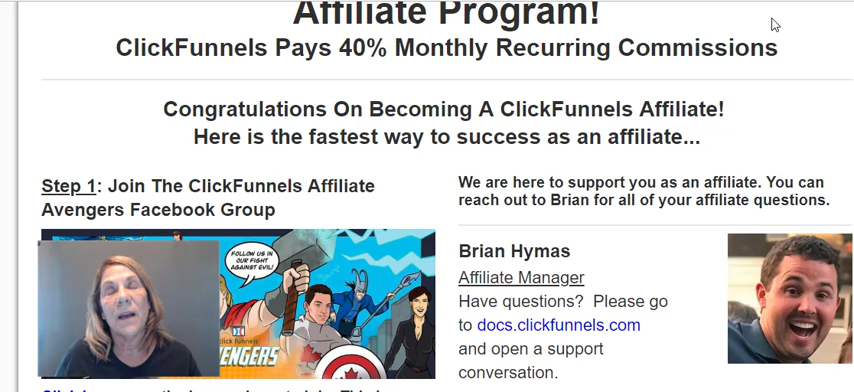 Affiliate Program!
ClickFunnels Pays 40% Monthly Recurring Commissions
Congratulations On Becoming A ClickFunnels Affiliate!
Here is the fastest way to success as an affiliate...
Step 1: Join The ClickFunnels Affiliate
Avengers Facebook Group
FOLLOW US IN
OUR FIGHT
AGAINST EVIL!
click funnels
VENGERS
We are here to support you as an affiliate. You can
reach out to Brian for all of your affiliate questions.
Brian Hymas
Affiliate Manager
Have questions?  Please go
to docs.clickfunnels.com
and open a support
conversation.